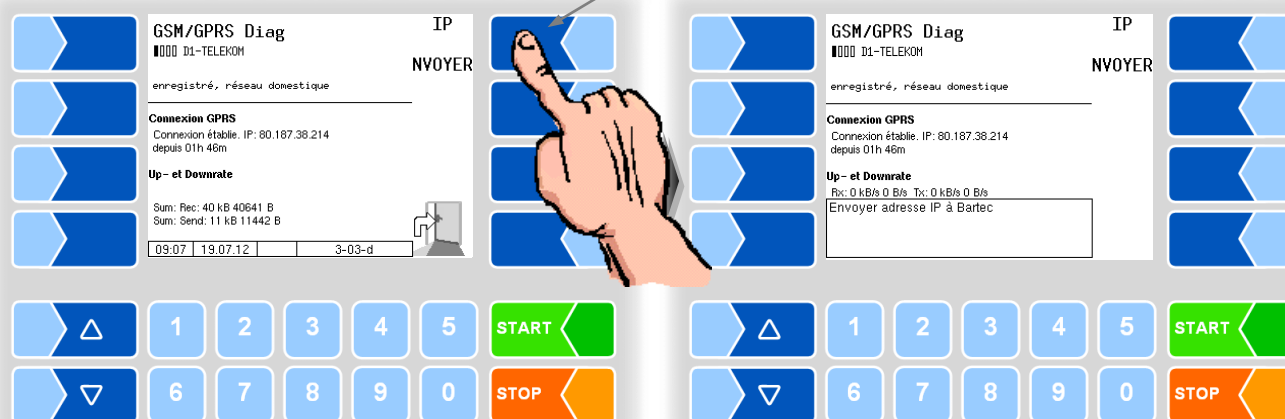 GSM/GPRS Diag
IP
D1-TELEKOM
NVOYER
enregistré, réseau domestique
Connexion GPRS
Connexion établie. IP: 80.187.38.214
depuis 01h 46m
Up- et Downrate
Sum: Rec: 40 kB 40641 B
Sum: Send: 11 kB 11442 B
09:07 19.07.12 3-03-d
1 2 3 4 5 START
6 7 8 9 0 STOP
GSM/GPRS Diag
IP
D1-TELEKOM
NVOYER
enregistré, réseau domestique
Connexion GPRS
Connexion établie. IP: 80.187.38.214
depuis 01h 46m
Up- et Downrate
Rx: 0 kB/s 0 B/s Tx: 0 kB/s 0 B/s
Envoyer adresse IP à Bartec
1 2 3 4 5 START
6 7 8 9 0 STOP